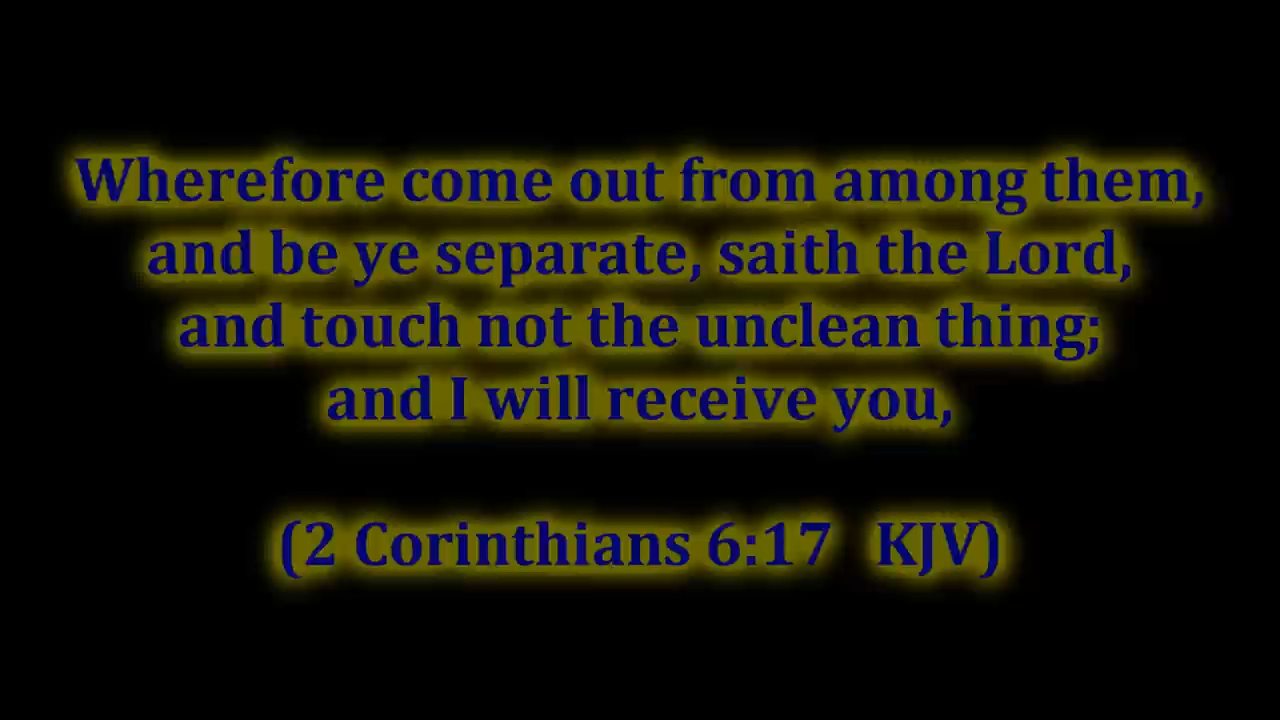 Wherefore come out from among them,
and be ye separate, saith the Lord,
and touch not the unclean thing;
and I will receive you,
(2 Corinthians 6:17 KJV)